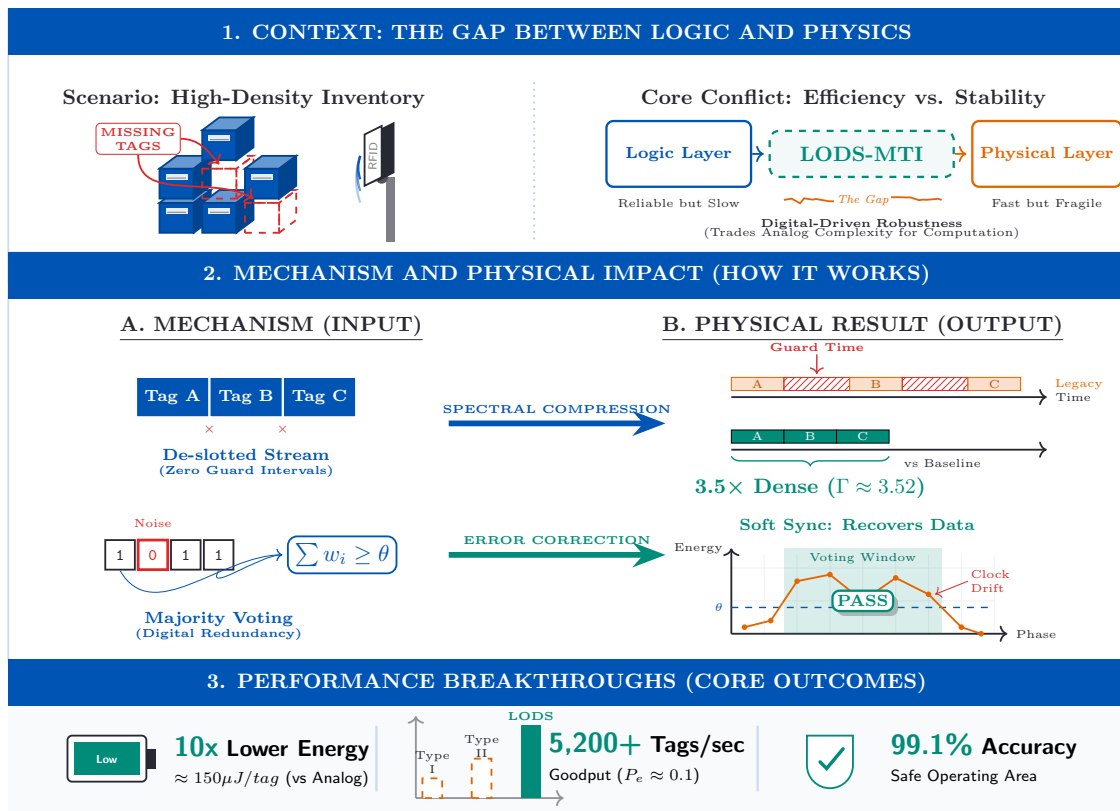 1. CONTEXT: THE GAP BETWEEN LOGIC AND PHYSICS
Scenario: High-Density Inventory
MISSING
TAGS
RFID
Core Conflict: Efficiency vs. Stability
Logic Layer
LODS-MTI
Physical Layer
Reliable but Slow
The Gap
Fast but Fragile
Digital-Driven Robustness
(Trades Analog Complexity for Computation)
2. MECHANISM AND PHYSICAL IMPACT (HOW IT WORKS)
A. MECHANISM (INPUT)
Tag A
Tag B
Tag C
× ×
De-slotted Stream
(Zero Guard Intervals)
SPECTRAL COMPRESSION
B. PHYSICAL RESULT (OUTPUT)
Guard Time
A B C
Legacy
Time
A B C
vs Baseline
3.5× Dense (Γ ≈ 3.52)
Noise
1 0 1 1
∑ w_i ≥ θ
Majority Voting
(Digital Redundancy)
ERROR CORRECTION
Soft Sync: Recovers Data
Energy
Voting Window
Clock
Drift
PASS
θ
Phase
3. PERFORMANCE BREAKTHROUGHS (CORE OUTCOMES)
Low
10x Lower Energy
≈ 150μJ/tag (vs Analog)
LODS
Type
I
Type
II
5,200+ Tags/sec
Goodput (P_e ≈ 0.1)
99.1% Accuracy
Safe Operating Area